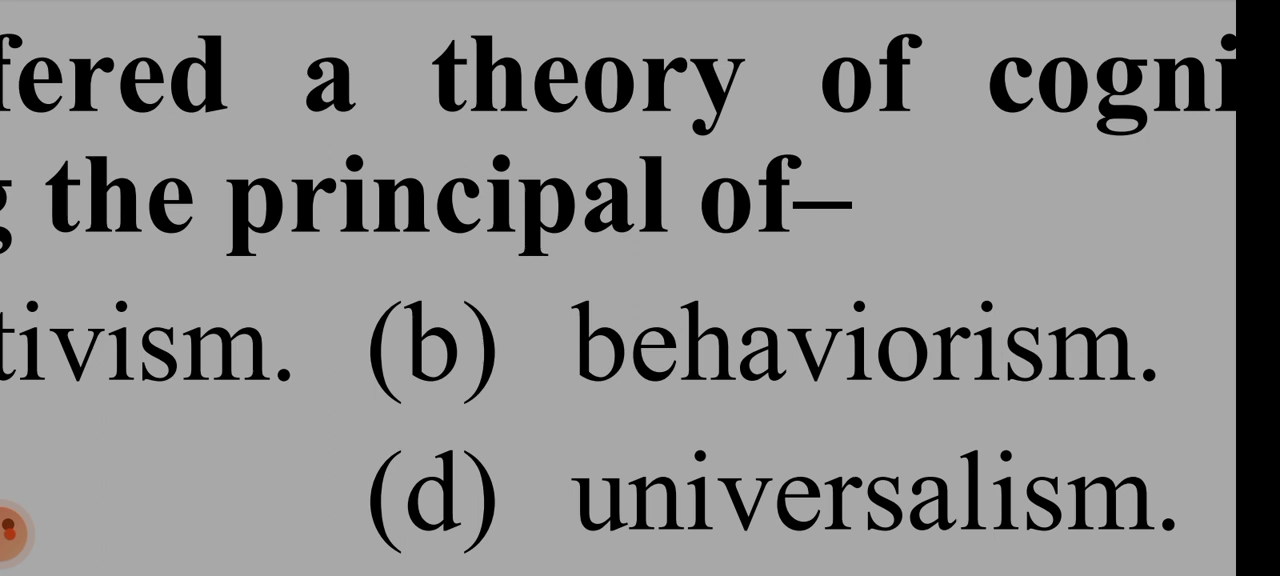 fered a theory of cogni
g the principal of–
tivism. (b) behaviorism.
(d) universalism.